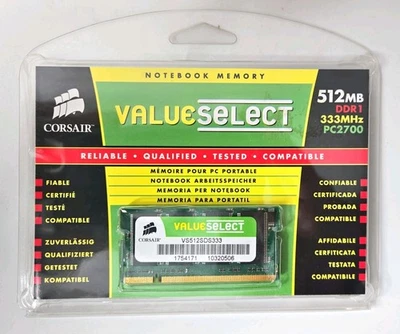 NOTEBOOK MEMORY
CORSAIR
VALUESELECT
512MB
DDR1
333MHz
PC2700
RELIABLE • QUALIFIED • TESTED • COMPATIBLE
MÉMOIRE POUR PC PORTABLE
NOTEBOOK ARBEITSSPEICHER
MEMORIA PER NOTEBOOK
MEMORIA PARA PORTATIL
FIABLE
CERTIFIÉ
TESTÉ
COMPATIBLE
ZUVERLÄSSIG
QUALIFIZIERT
GETESTET
KOMPATIBEL
CONFIABLE
CERTIFICADA
PROBADA
COMPATIBLE
AFFIDABILE
CERFITICATA
TESTATA
COMPATIBILE
CORSAIR
VALUESELECT
VS512SDS333
1754171 10320506